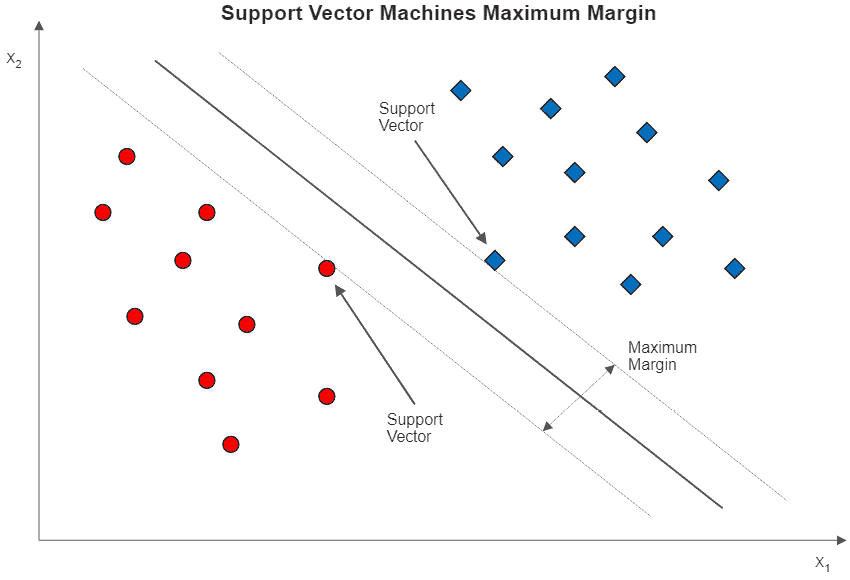 Support Vector Machines Maximum Margin
X2
Support
Vector
Maximum
Margin
Support
Vector
X1